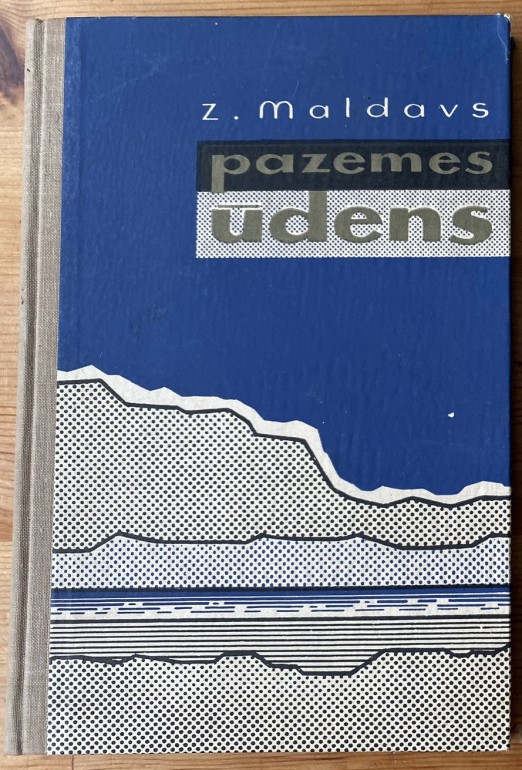 Z. Maldavs
pazemes
ūdens